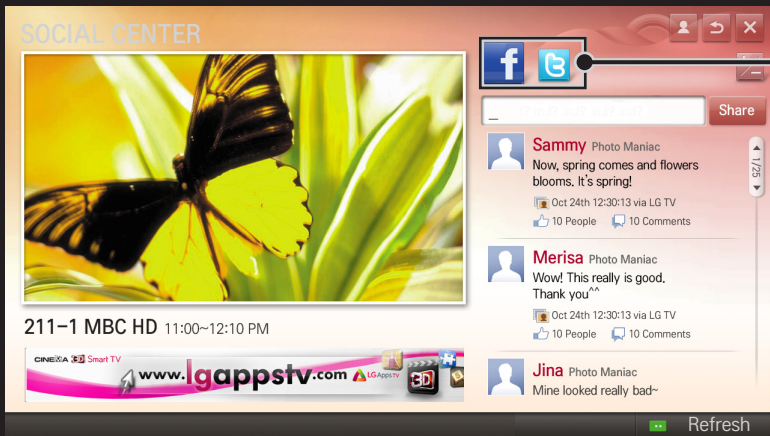 SOCIAL CENTER
f
Share
Sammy Photo Maniac
Now, spring comes and flowers
blooms. It's spring!
Oct 24th 12:30:13 via LG TV
10 People 10 Comments
1/25
Merisa Photo Maniac
Wow! This really is good.
Thank you^^
Oct 24th 12:30:13 via LG TV
10 People 10 Comments
Jina Photo Maniac
Mine looked really bad~
211-1 MBC HD 11:00~12:10 PM
CINEMA 3D Smart TV
www.lgappstv.com LG Apps TV 3D
Refresh